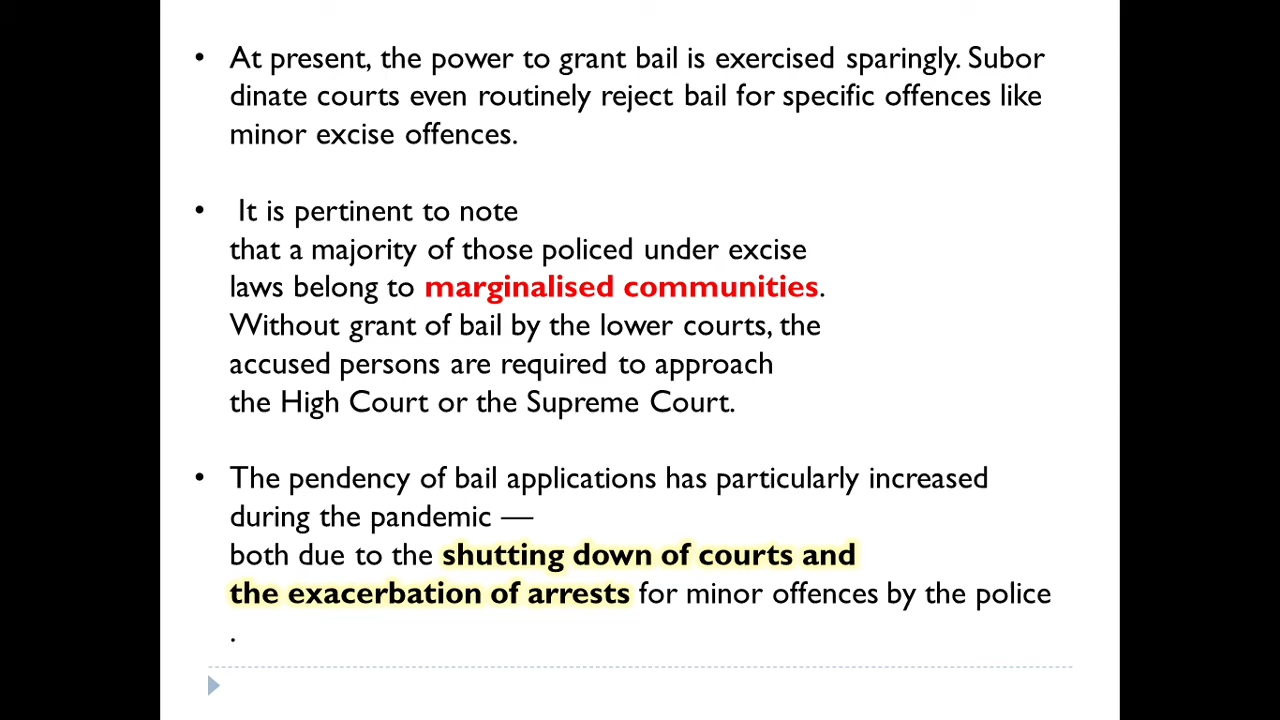 • At present, the power to grant bail is exercised sparingly. Subor
dinate courts even routinely reject bail for specific offences like
minor excise offences.
• It is pertinent to note
that a majority of those policed under excise
laws belong to marginalised communities.
Without grant of bail by the lower courts, the
accused persons are required to approach
the High Court or the Supreme Court.
• The pendency of bail applications has particularly increased
during the pandemic —
both due to the shutting down of courts and
the exacerbation of arrests for minor offences by the police
.